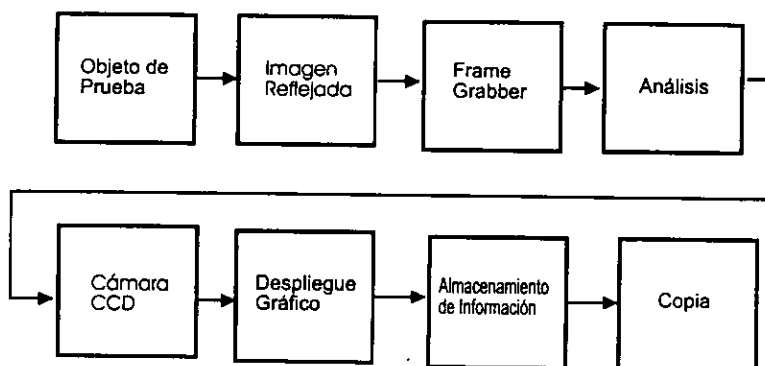 Objeto de
Prueba
Imagen
Reflejada
Frame
Grabber
Análisis
Cámara
CCD
Despliegue
Gráfico
Almacenamiento
de Información
Copia